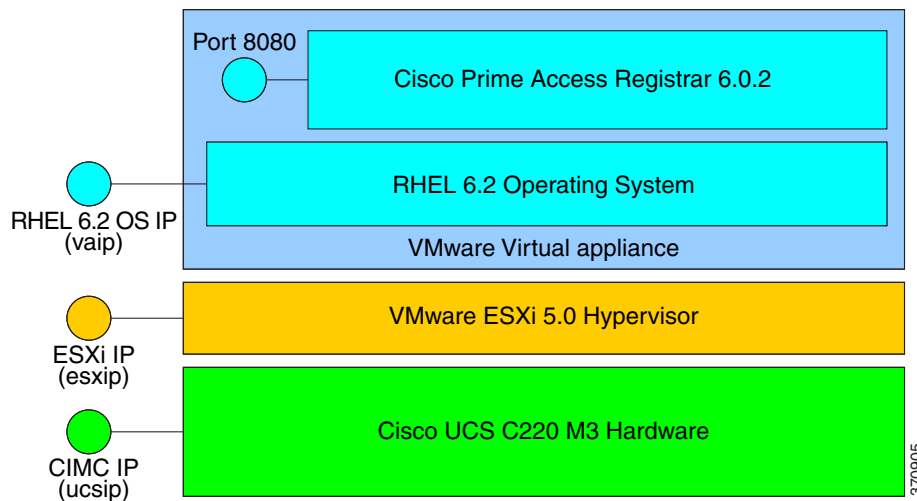 Port 8080
Cisco Prime Access Registrar 6.0.2
RHEL 6.2 Operating System
RHEL 6.2 OS IP
(vaip)
VMware Virtual appliance
VMware ESXi 5.0 Hypervisor
ESXi IP
(esxip)
Cisco UCS C220 M3 Hardware
CIMC IP
(ucsip)
370905